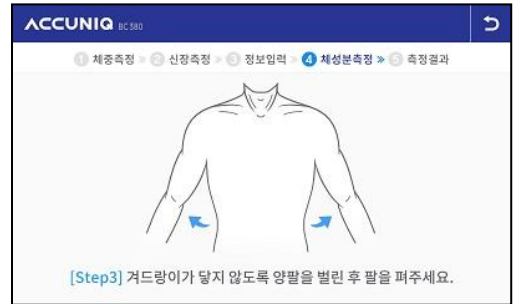 ACCUNIQ BC380
1 체중측정 » 2 신장측정 » 3 정보입력 » 4 체성분측정 » 5 측정결과
[Step3] 겨드랑이가 닿지 않도록 양팔을 벌린 후 팔을 펴주세요.